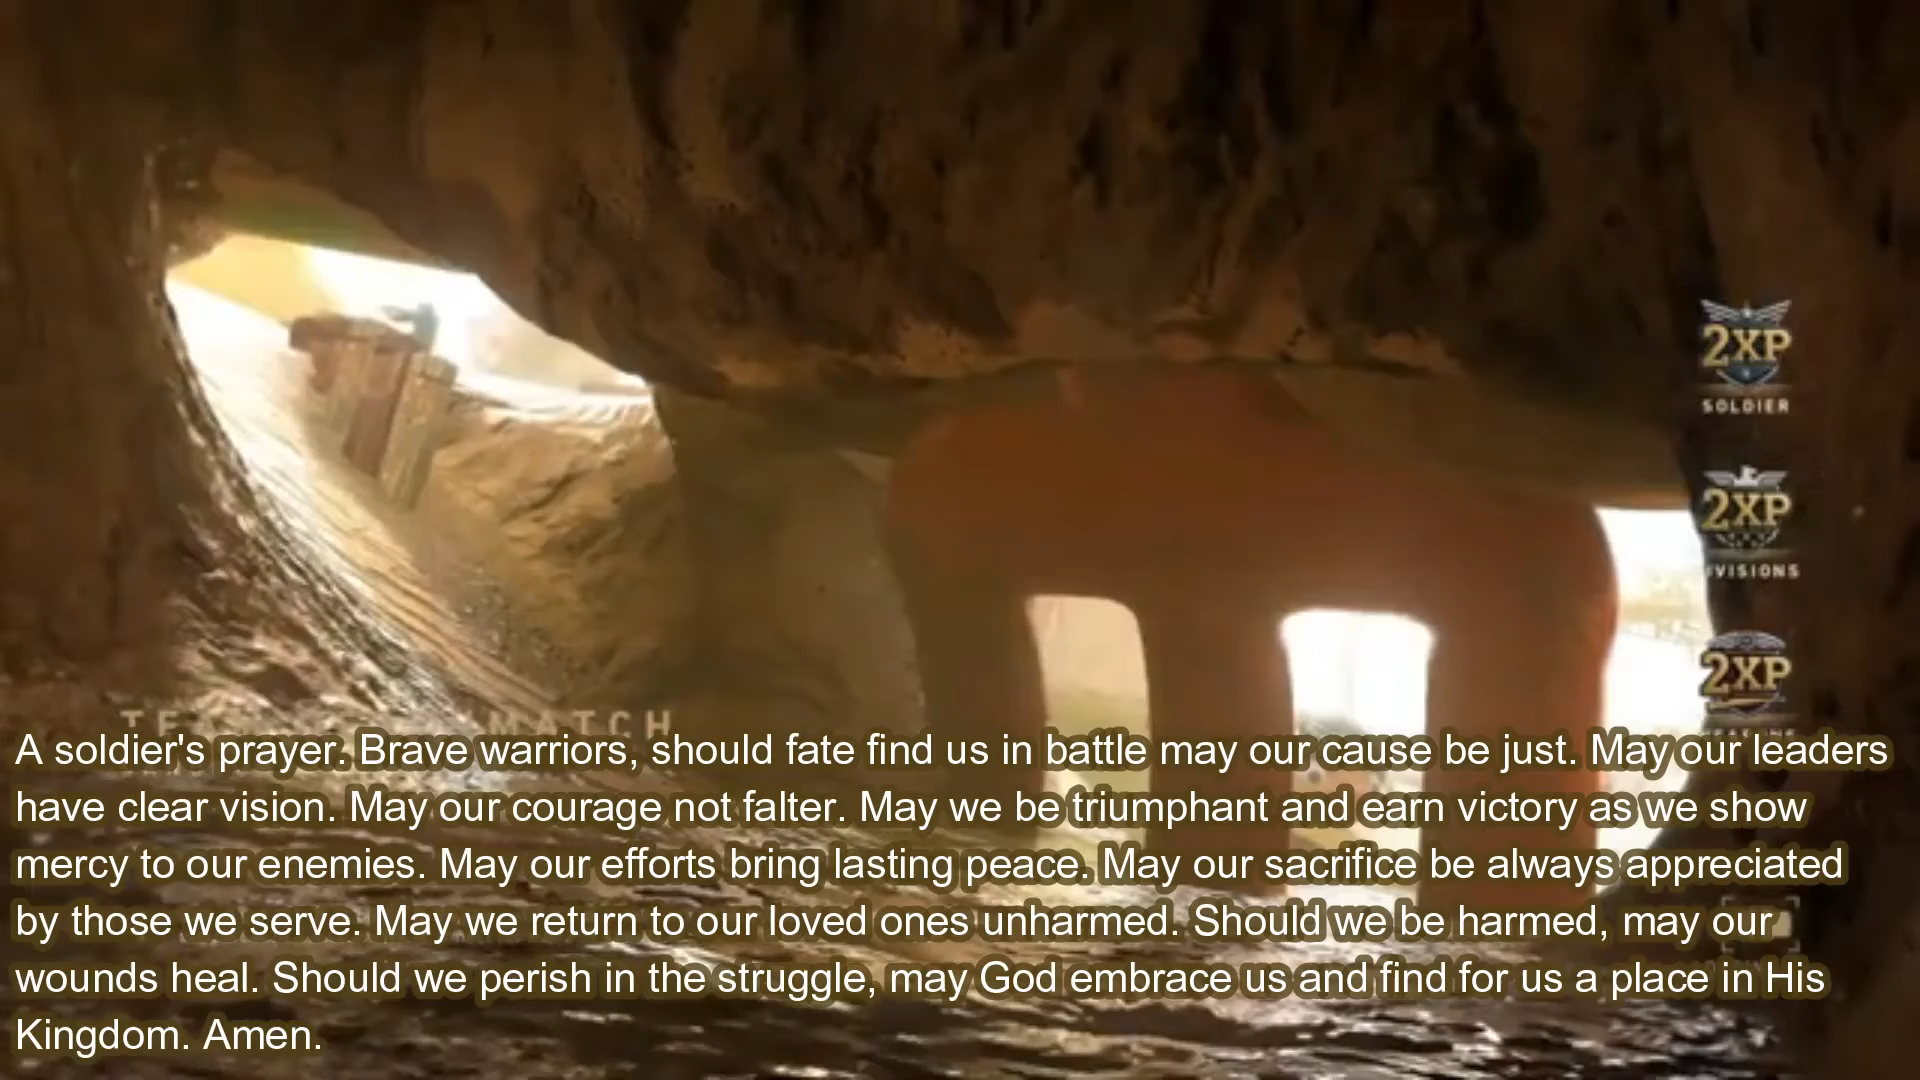 2XP
SOLDIER
2XP
IVISIONS
2XP
MATCH
A soldier's prayer. Brave warriors, should fate find us in battle may our cause be just. May our leaders
have clear vision. May our courage not falter. May we be triumphant and earn victory as we show
mercy to our enemies. May our efforts bring lasting peace. May our sacrifice be always appreciated
by those we serve. May we return to our loved ones unharmed. Should we be harmed, may our
wounds heal. Should we perish in the struggle, may God embrace us and find for us a place in His
Kingdom. Amen.